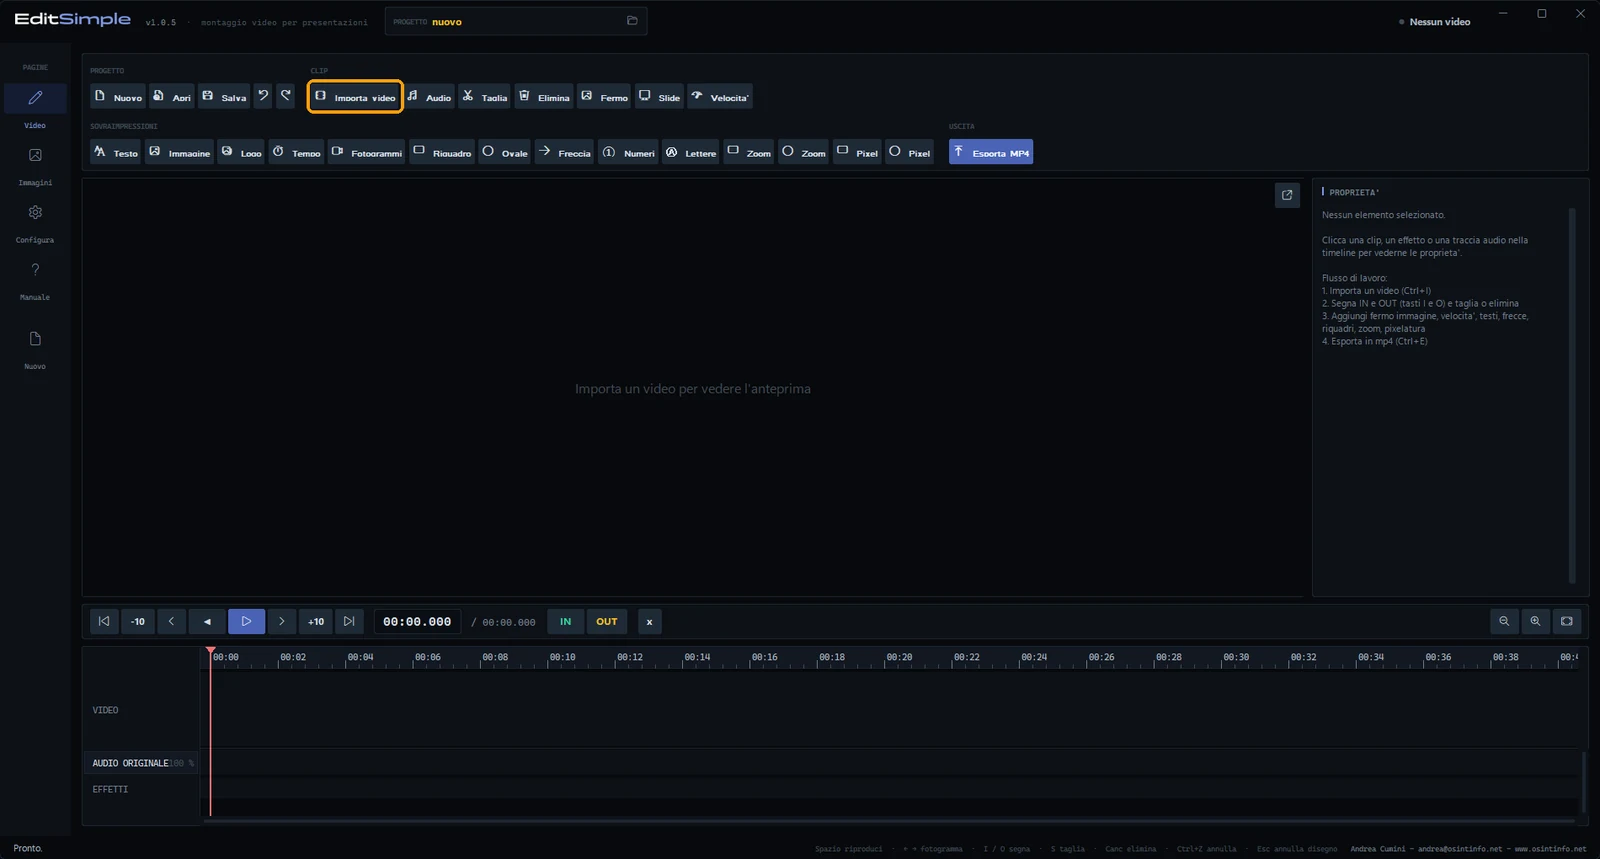 EditSimple v1.0.5 · montaggio video per presentazioni
PROGETTO nuovo
Nessun video
PAGINE
Video
Immagini
Configura
Manuale
Nuovo
PROGETTO
Nuovo Apri Salva
CLIP
Importa video Audio Taglia Elimina Fermo Slide Velocita'
SOVRAIMPRESSIONI
Testo Immagine Logo Tempo Fotogrammi Riquadro Ovale Freccia Numeri Lettere Zoom Zoom Pixel Pixel
USCITA
Esporta MP4
Importa un video per vedere l'anteprima
PROPRIETA'
Nessun elemento selezionato.
Clicca una clip, un effetto o una traccia audio nella
timeline per vederne le proprieta'.
Flusso di lavoro:
1. Importa un video (Ctrl+I)
2. Segna IN e OUT (tasti I e O) e taglia o elimina
3. Aggiungi fermo immagine, velocita', testi, frecce,
riquadri, zoom, pixelatura
4. Esporta in mp4 (Ctrl+E)
-10 +10 00:00.000 / 00:00.000 IN OUT x
00:00 00:02 00:04 00:06 00:08 00:10 00:12 00:14 00:16 00:18 00:20 00:22 00:24 00:26 00:28 00:30 00:32 00:34 00:36 00:38
VIDEO
AUDIO ORIGINALE 100 %
EFFETTI
Pronto.
Spazio riproduci · fotogramma · I / O segna · S taglia · Canc elimina · Ctrl+Z annulla · Esc annulla disegno Andrea Cumini - andrea@osintinfo.net - www.osintinfo.net